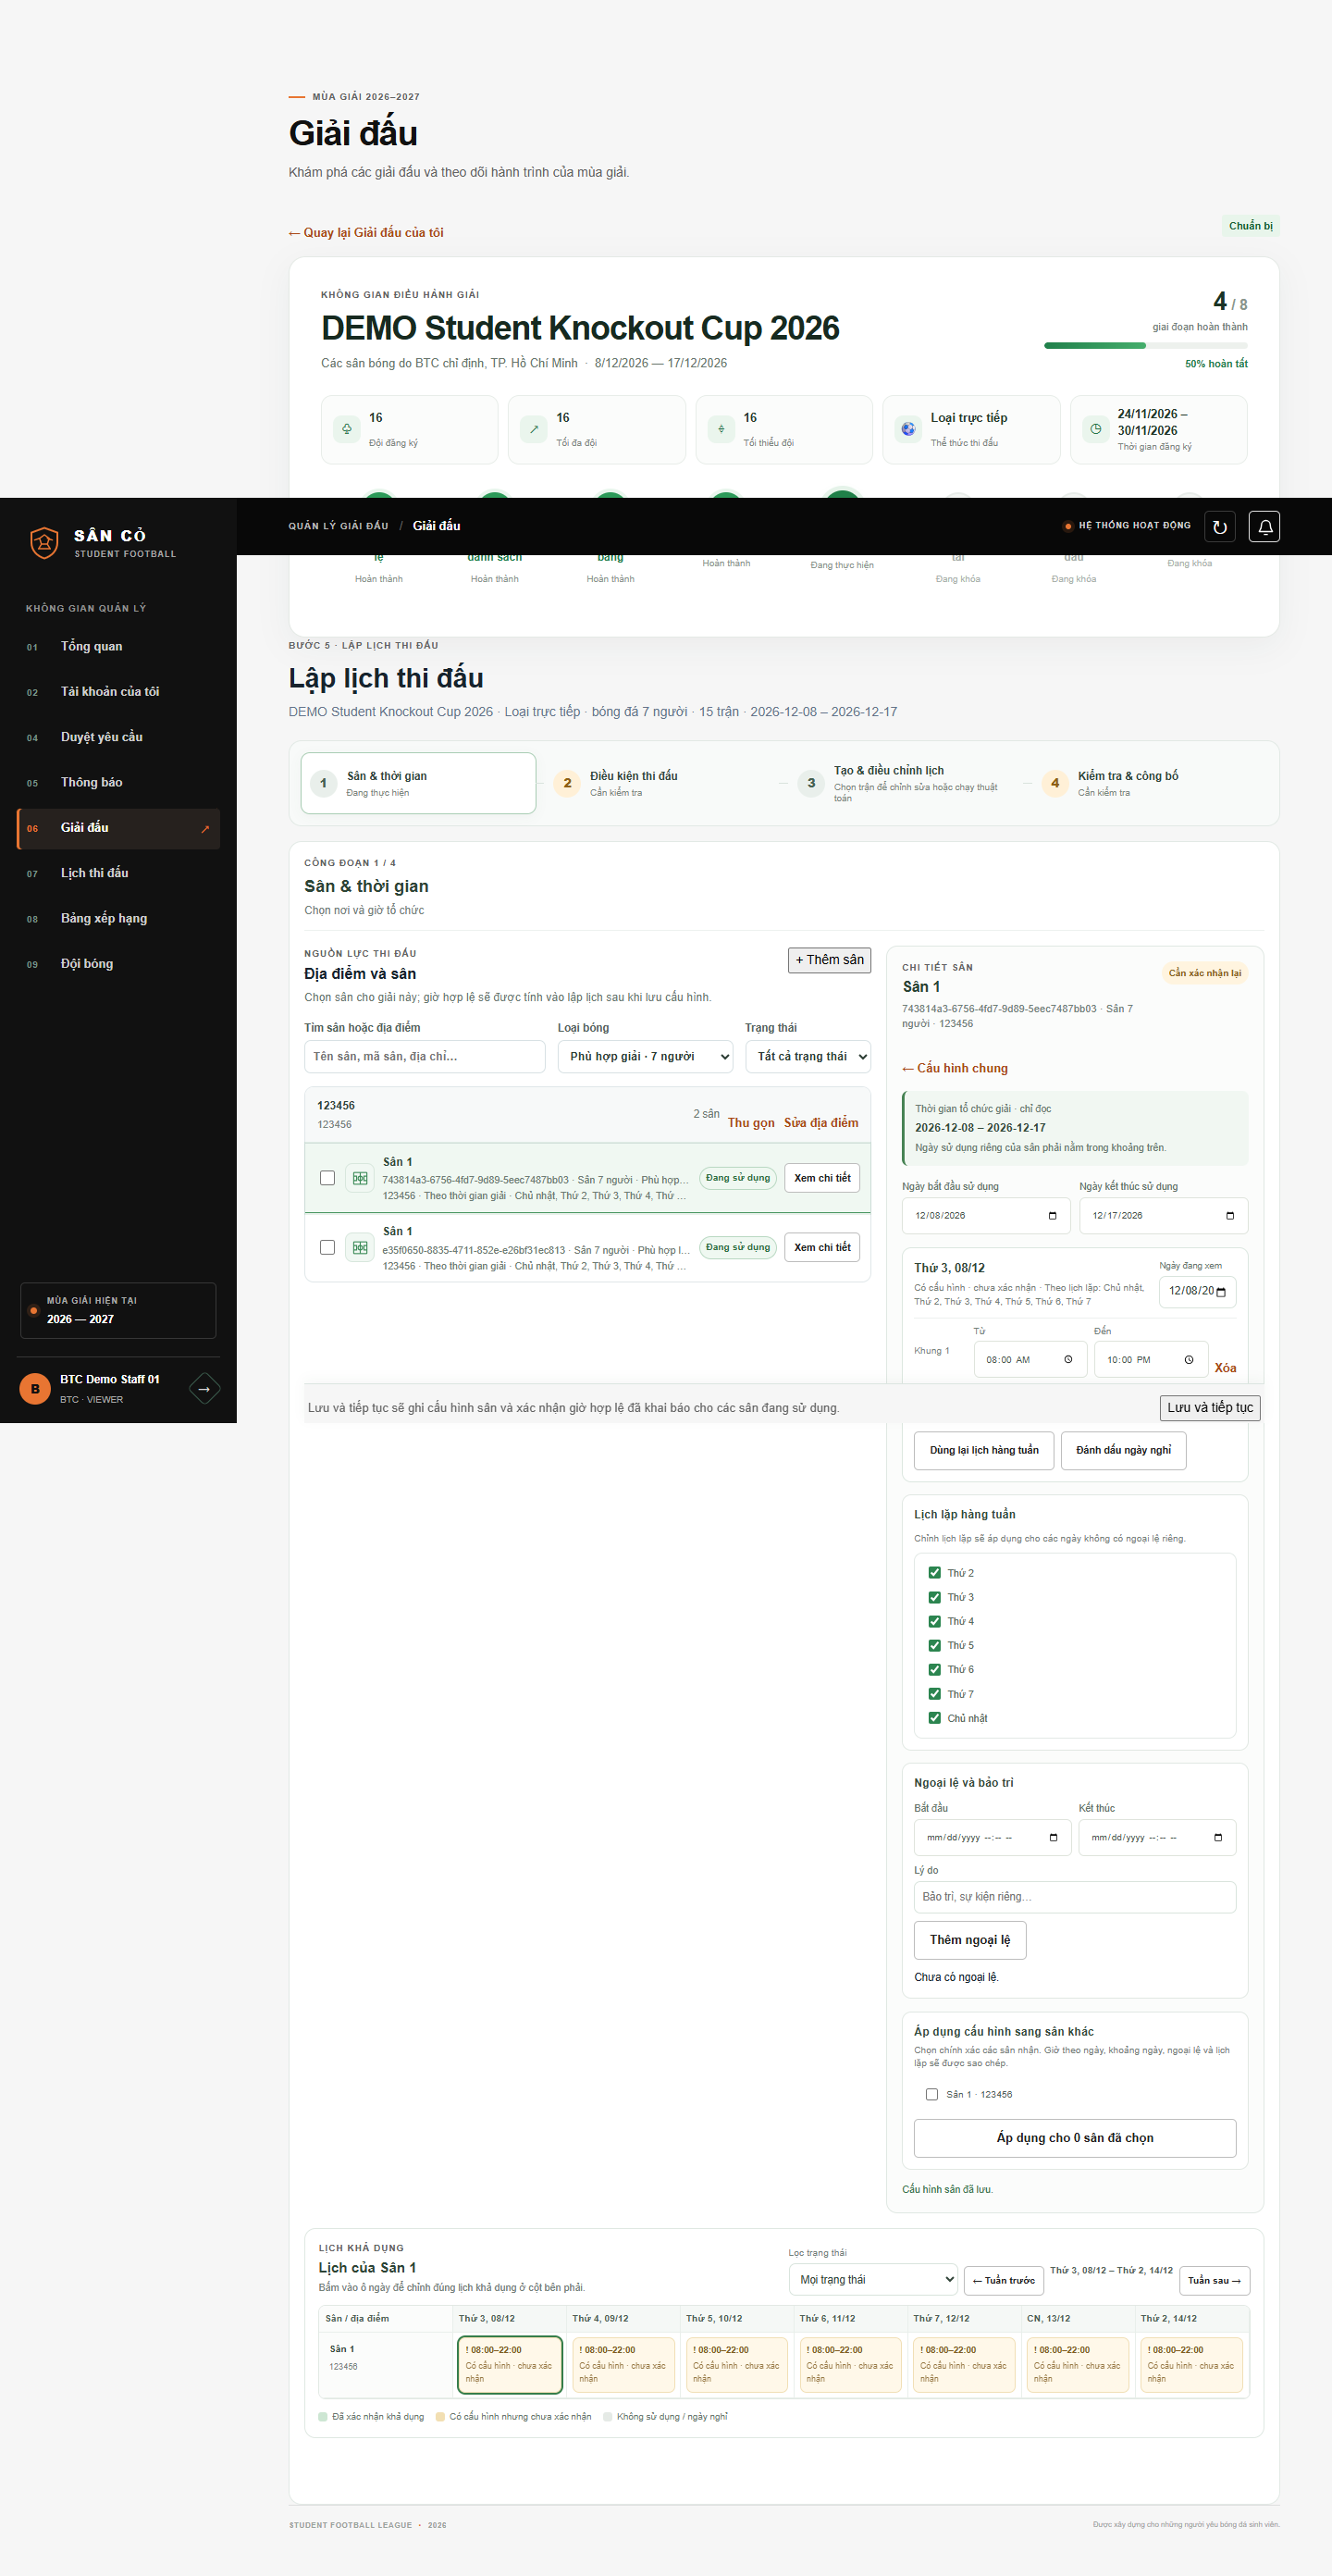 MÙA GIẢI 2026–2027
Giải đấu
Khám phá các giải đấu và theo dõi hành trình của mùa giải.
← Quay lại Giải đấu của tôi
Chuẩn bị
KHÔNG GIAN ĐIỀU HÀNH GIẢI
DEMO Student Knockout Cup 2026
Các sân bóng do BTC chỉ định, TP. Hồ Chí Minh · 8/12/2026 — 17/12/2026
4 / 8
giai đoạn hoàn thành
50% hoàn tất
16
Đội đăng ký
16
Tối đa đội
16
Tối thiểu đội
Loại trực tiếp
Thể thức thi đấu
24/11/2026 –
30/11/2026
Thời gian đăng ký
SÂN CỎ
STUDENT FOOTBALL
QUẢN LÝ GIẢI ĐẤU / Giải đấu
HỆ THỐNG HOẠT ĐỘNG
lệ
Hoàn thành
danh sách
Hoàn thành
bảng
Hoàn thành
Hoàn thành
Đang thực hiện
Đang khóa
đấu
Đang khóa
Đang khóa
KHÔNG GIAN QUẢN LÝ
01 Tổng quan
02 Tài khoản của tôi
04 Duyệt yêu cầu
05 Thông báo
06 Giải đấu ↗
07 Lịch thi đấu
08 Bảng xếp hạng
09 Đội bóng
MÙA GIẢI HIỆN TẠI
2026 — 2027
B
BTC Demo Staff 01
BTC · VIEWER
→
BƯỚC 5 · LẬP LỊCH THI ĐẤU
Lập lịch thi đấu
DEMO Student Knockout Cup 2026 · Loại trực tiếp · bóng đá 7 người · 15 trận · 2026-12-08 – 2026-12-17
1
Sân & thời gian
Đang thực hiện
2
Điều kiện thi đấu
Cần kiểm tra
3
Tạo & điều chỉnh lịch
Chọn trận để chỉnh sửa hoặc chạy thuật
toán
4
Kiểm tra & công bố
Cần kiểm tra
CÔNG ĐOẠN 1 / 4
Sân & thời gian
Chọn nơi và giờ tổ chức
NGUỒN LỰC THI ĐẤU
Địa điểm và sân
+ Thêm sân
Chọn sân cho giải này; giờ hợp lệ sẽ được tính vào lập lịch sau khi lưu cấu hình.
Tìm sân hoặc địa điểm
Tên sân, mã sân, địa chỉ...
Loại bóng
Phù hợp giải · 7 người
Trạng thái
Tất cả trạng thái
123456
123456
2 sân
Thu gọn
Sửa địa điểm
Sân 1
743814a3-6756-4fd7-9d89-5eec7487bb03 · Sân 7 người · Phù hợp...
123456 · Theo thời gian giải · Chủ nhật, Thứ 2, Thứ 3, Thứ 4, Thứ ...
Đang sử dụng
Xem chi tiết
Sân 1
e35f0650-8835-4711-852e-e26bf31ec813 · Sân 7 người · Phù hợ l...
123456 · Theo thời gian giải · Chủ nhật, Thứ 2, Thứ 3, Thứ 4, Thứ ...
Đang sử dụng
Xem chi tiết
CHI TIẾT SÂN
Cần xác nhận lại
Sân 1
743814a3-6756-4fd7-9d89-5eec7487bb03 · Sân 7
người · 123456
← Cấu hình chung
Thời gian tổ chức giải · chỉ đọc
2026-12-08 – 2026-12-17
Ngày sử dụng riêng của sân phải nằm trong khoảng trên.
Ngày bắt đầu sử dụng
12/08/2026
Ngày kết thúc sử dụng
12/17/2026
Thứ 3, 08/12
Có cấu hình · chưa xác nhận · Theo lịch lặp: Chủ nhật,
Thứ 2, Thứ 3, Thứ 4, Thứ 5, Thứ 6, Thứ 7
Ngày đang xem
12/08/20
Khung 1
Từ
08:00 AM
Đến
10:00 PM
Xóa
Lưu và tiếp tục sẽ ghi cấu hình sân và xác nhận giờ hợp lệ đã khai báo cho các sân đang sử dụng.
Lưu và tiếp tục
Dùng lại lịch hàng tuần
Đánh dấu ngày nghỉ
Lịch lặp hàng tuần
Chỉnh lịch lặp sẽ áp dụng cho các ngày không có ngoại lệ riêng.
Thứ 2
Thứ 3
Thứ 4
Thứ 5
Thứ 6
Thứ 7
Chủ nhật
Ngoại lệ và bảo trì
Bắt đầu
mm/dd/yyyy --:-- --
Kết thúc
mm/dd/yyyy --:-- --
Lý do
Bảo trì, sự kiện riêng...
Thêm ngoại lệ
Chưa có ngoại lệ.
Áp dụng cấu hình sang sân khác
Chọn chính xác các sân nhận. Giờ theo ngày, khoảng ngày, ngoại lệ và lịch
lặp sẽ được sao chép.
Sân 1 · 123456
Áp dụng cho 0 sân đã chọn
Cấu hình sân đã lưu.
LỊCH KHẢ DỤNG
Lịch của Sân 1
Bấm vào ô ngày để chỉnh đúng lịch khả dụng ở cột bên phải.
Lọc trạng thái
Mọi trạng thái
← Tuần trước
Thứ 3, 08/12 – Thứ 2, 14/12
Tuần sau →
Sân / địa điểm Thứ 3, 08/12 Thứ 4, 09/12 Thứ 5, 10/12 Thứ 6, 11/12 Thứ 7, 12/12 CN, 13/12 Thứ 2, 14/12
Sân 1 ! 08:00–22:00 ! 08:00–22:00 ! 08:00–22:00 ! 08:00–22:00 ! 08:00–22:00 ! 08:00–22:00 ! 08:00–22:00
123456 Có cấu hình · chưa xác Có cấu hình · chưa xác Có cấu hình · chưa xác Có cấu hình · chưa xác Có cấu hình · chưa xác Có cấu hình · chưa xác Có cấu hình · chưa xác
nhận nhận nhận nhận nhận nhận nhận
Đã xác nhận khả dụng Có cấu hình nhưng chưa xác nhận Không sử dụng / ngày nghỉ
STUDENT FOOTBALL LEAGUE • 2026
Được xây dựng cho những người yêu bóng đá sinh viên.